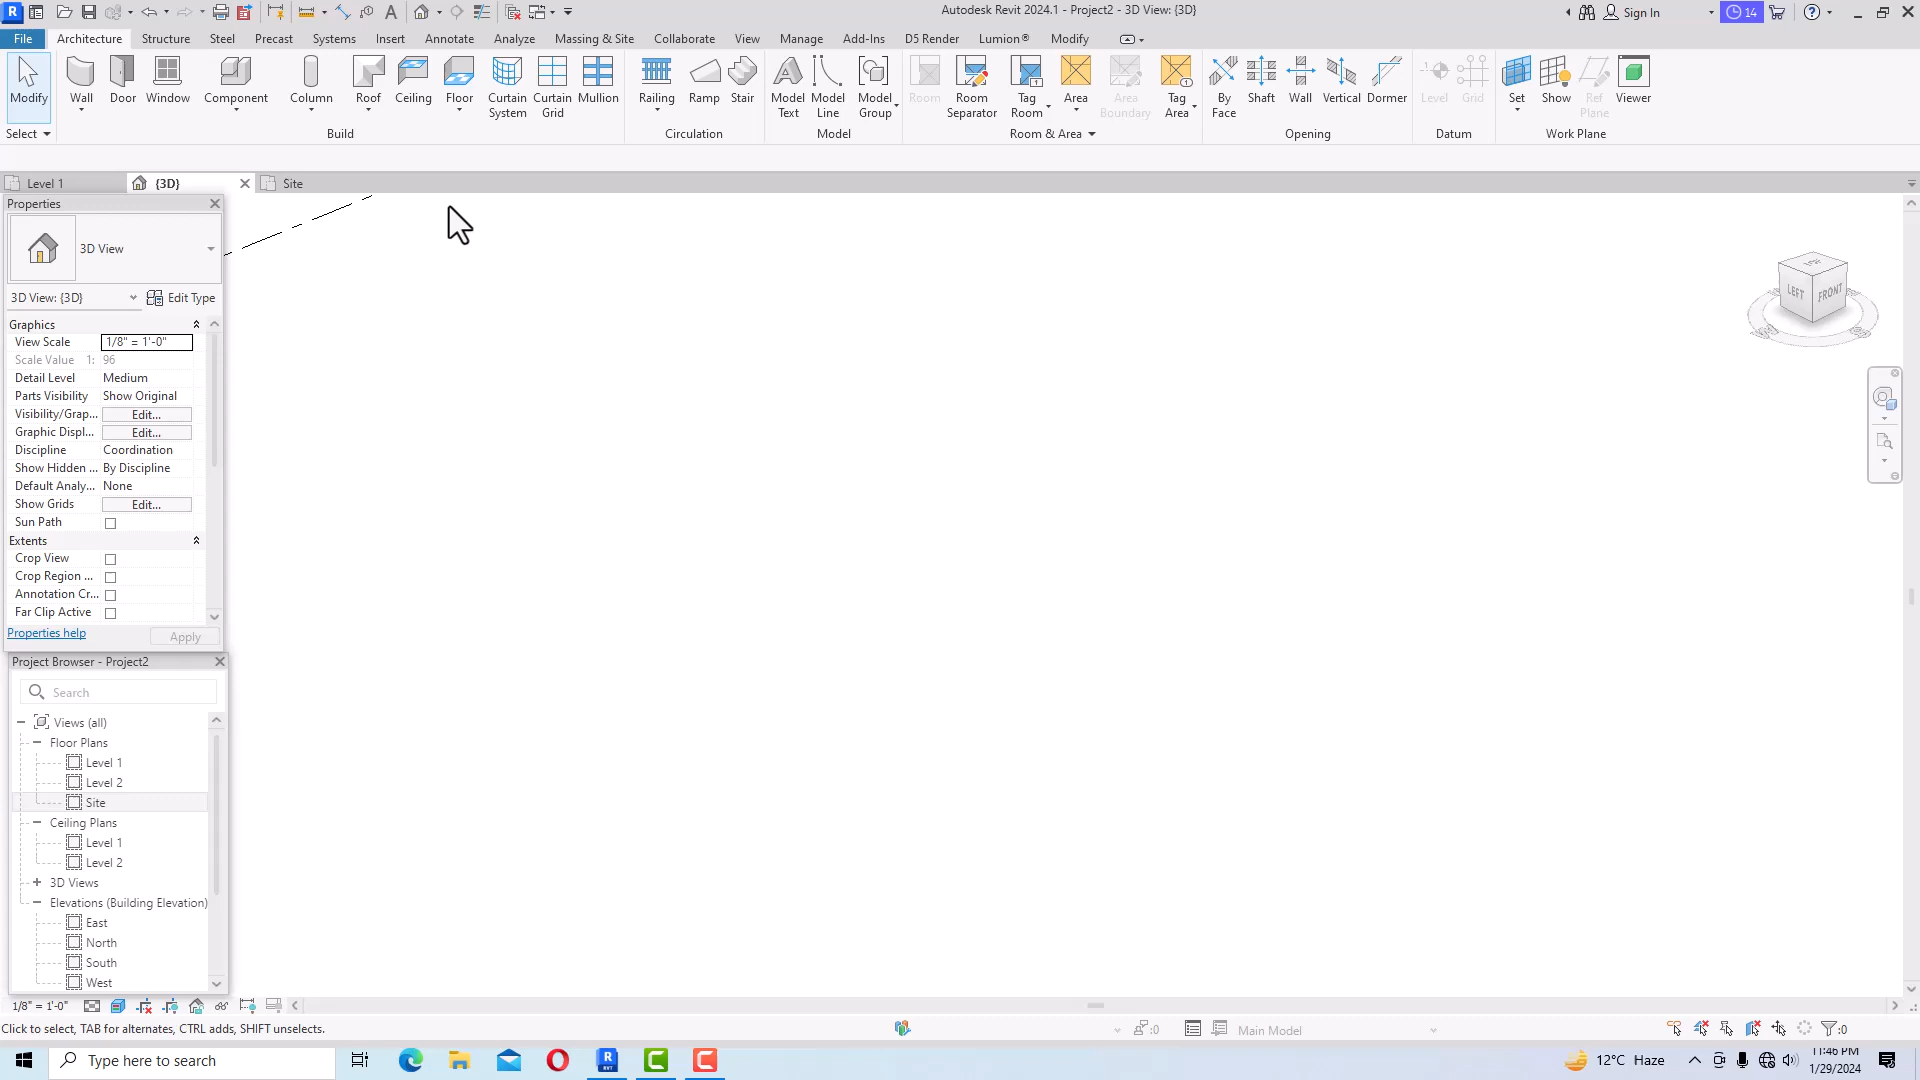 Autodesk Revit 2024.1 - Project2 - 3D View: {3D}
Sign In
14
File Architecture Structure Steel Precast Systems Insert Annotate Analyze Massing & Site Collaborate View Manage Add-Ins D5 Render Lumion® Modify
Modify Wall Door Window Component Column Roof Ceiling Floor Curtain System Curtain Grid Mullion Railing Ramp Stair Model Text Model Line Model Group Room Room Separator Tag Room Area Area Boundary Tag Area By Face Shaft Wall Vertical Dormer Level Grid Set Show Ref Plane Viewer
Select Build Circulation Model Room & Area Opening Datum Work Plane
Level 1 {3D} Site
Properties
3D View
3D View: {3D} Edit Type
Graphics
View Scale 1/8" = 1'-0"
Scale Value 1: 96
Detail Level Medium
Parts Visibility Show Original
Visibility/Grap... Edit...
Graphic Displ... Edit...
Discipline Coordination
Show Hidden ... By Discipline
Default Analy... None
Show Grids Edit...
Sun Path
Extents
Crop View
Crop Region ...
Annotation Cr...
Far Clip Active
Properties help Apply
Project Browser - Project2
Search
Views (all)
Floor Plans
Level 1
Level 2
Site
Ceiling Plans
Level 1
Level 2
3D Views
Elevations (Building Elevation)
East
North
South
West
TOP
LEFT FRONT
1/8" = 1'-0"
Click to select, TAB for alternates, CTRL adds, SHIFT unselects.
:0
Main Model
:0
Type here to search
12°C Haze
11:46 PM
1/29/2024